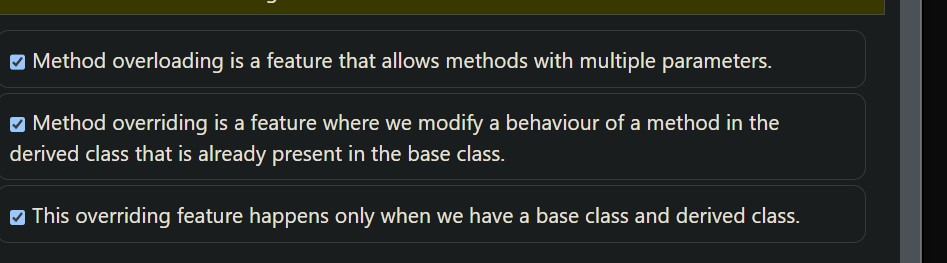 Method overloading is a feature that allows methods with multiple parameters.
Method overriding is a feature where we modify a behaviour of a method in the
derived class that is already present in the base class.
This overriding feature happens only when we have a base class and derived class.